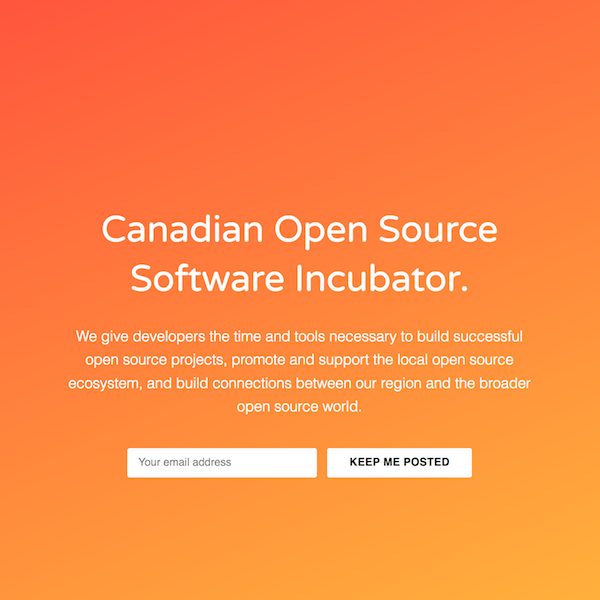 Canadian Open Source
Software Incubator.
We give developers the time and tools necessary to build successful
open source projects, promote and support the local open source
ecosystem, and build connections between our region and the broader
open source world.
Your email address
KEEP ME POSTED